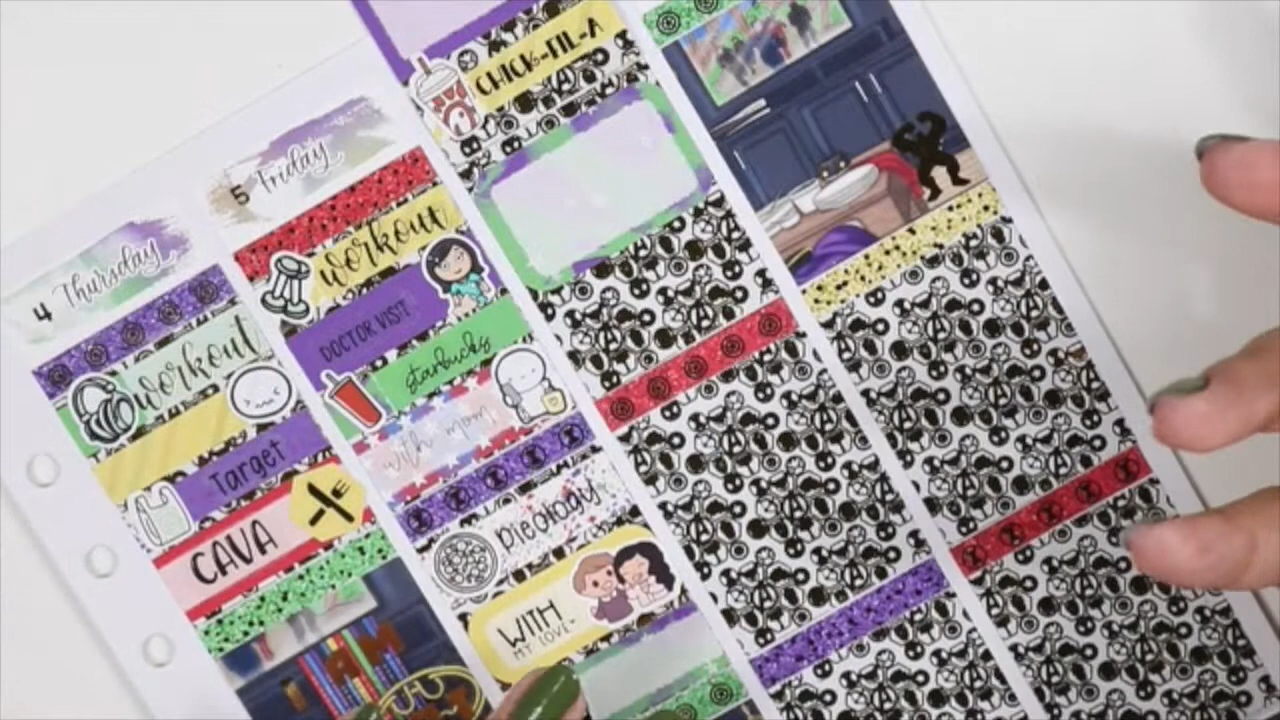 4 Thursday
workout
Target
CAVA
5 Friday
workout
DOCTOR VISIT
starbucks
with mom
pieology
WITH
MY LOVE
CHICK-FIL-A